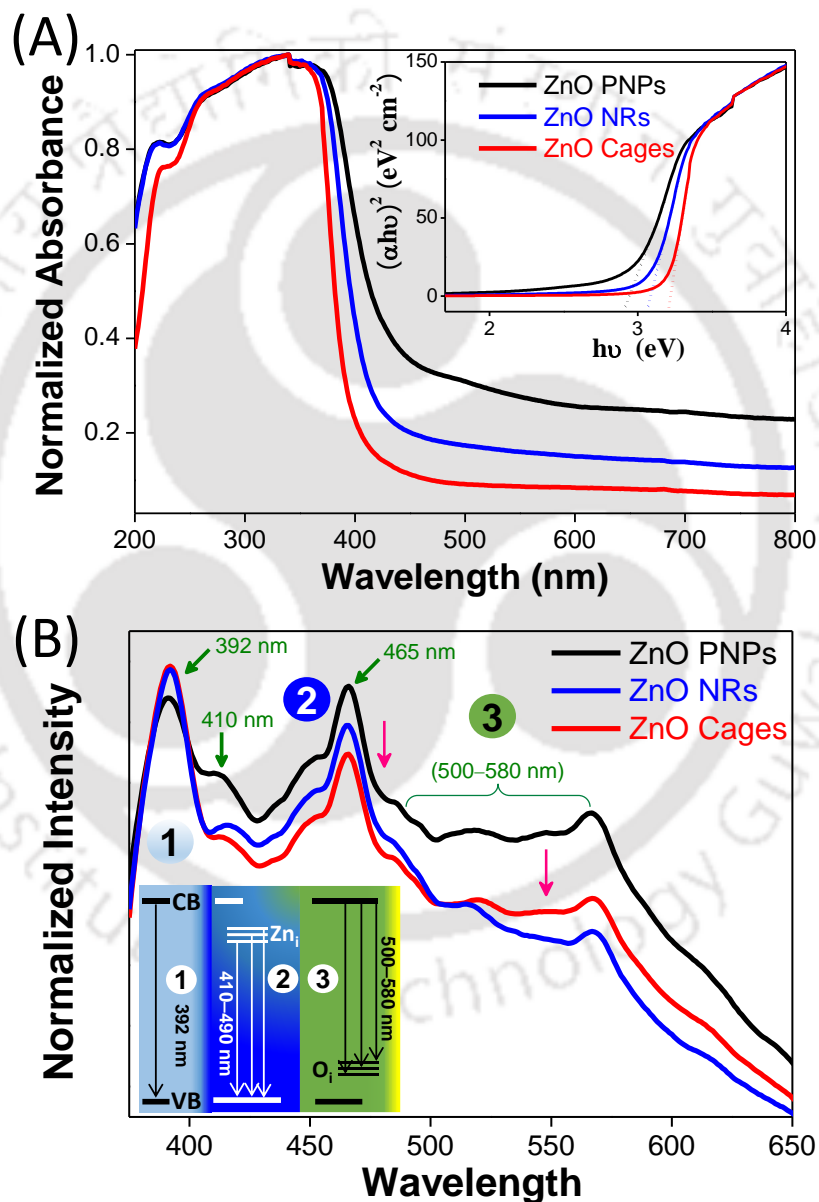 (A)
Normalized Absorbance
1.0
0.8
0.6
0.4
0.2
200 300 400 500 600 700 800
Wavelength (nm)
ZnO PNPs
ZnO NRs
ZnO Cages
(αhυ)² (eV² cm⁻²)
150
100
50
0
2 3 4
hυ (eV)
(B)
Normalized Intensity
392 nm
410 nm
465 nm
1
2
3
(500–580 nm)
ZnO PNPs
ZnO NRs
ZnO Cages
CB
VB
1
392 nm
Znᵢ
2
410–490 nm
3
500–580 nm
Oᵢ
400 450 500 550 600 650
Wavelength